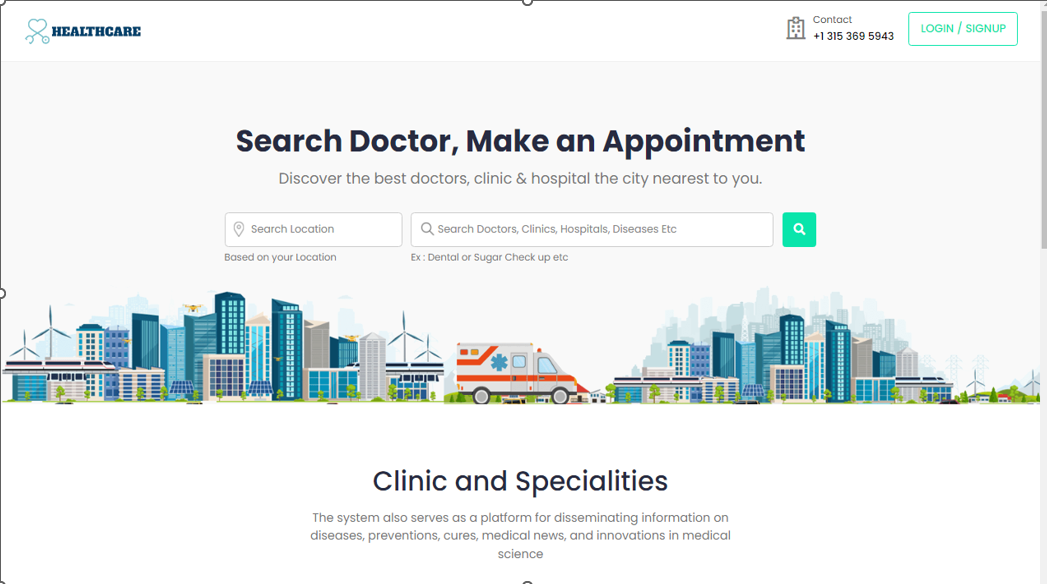 HEALTHCARE
Contact
+1 315 369 5943
LOGIN / SIGNUP
Search Doctor, Make an Appointment
Discover the best doctors, clinic & hospital the city nearest to you.
Search Location
Search Doctors, Clinics, Hospitals, Diseases Etc
Based on your Location
Ex : Dental or Sugar Check up etc
Clinic and Specialities
The system also serves as a platform for disseminating information on
diseases, preventions, cures, medical news, and innovations in medical
science